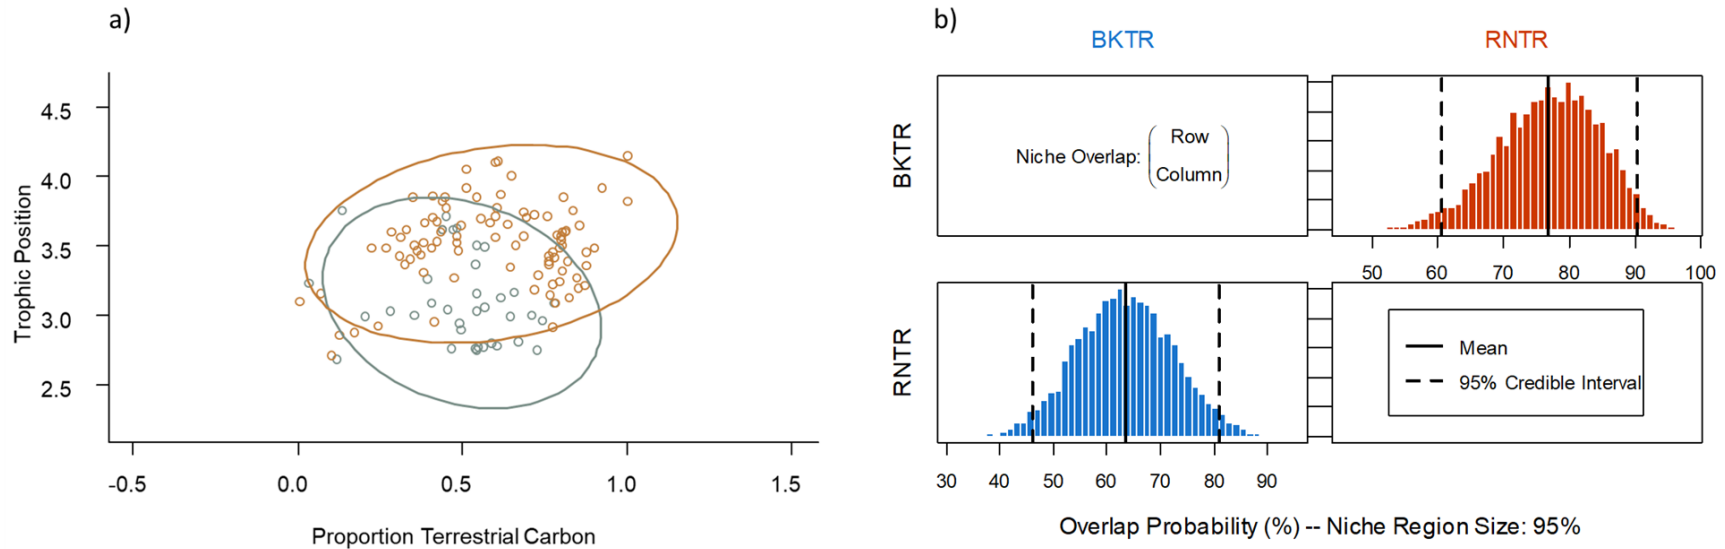 a)
4.5
4.0
3.5
3.0
2.5
Trophic Position
-0.5
0.0
0.5
1.0
1.5
Proportion Terrestrial Carbon
b)
BKTR
RNTR
BKTR
Niche Overlap: (Row
Column)
50
60
70
80
90
100
RNTR
Mean
95% Credible Interval
30
40
50
60
70
80
90
Overlap Probability (%) -- Niche Region Size: 95%